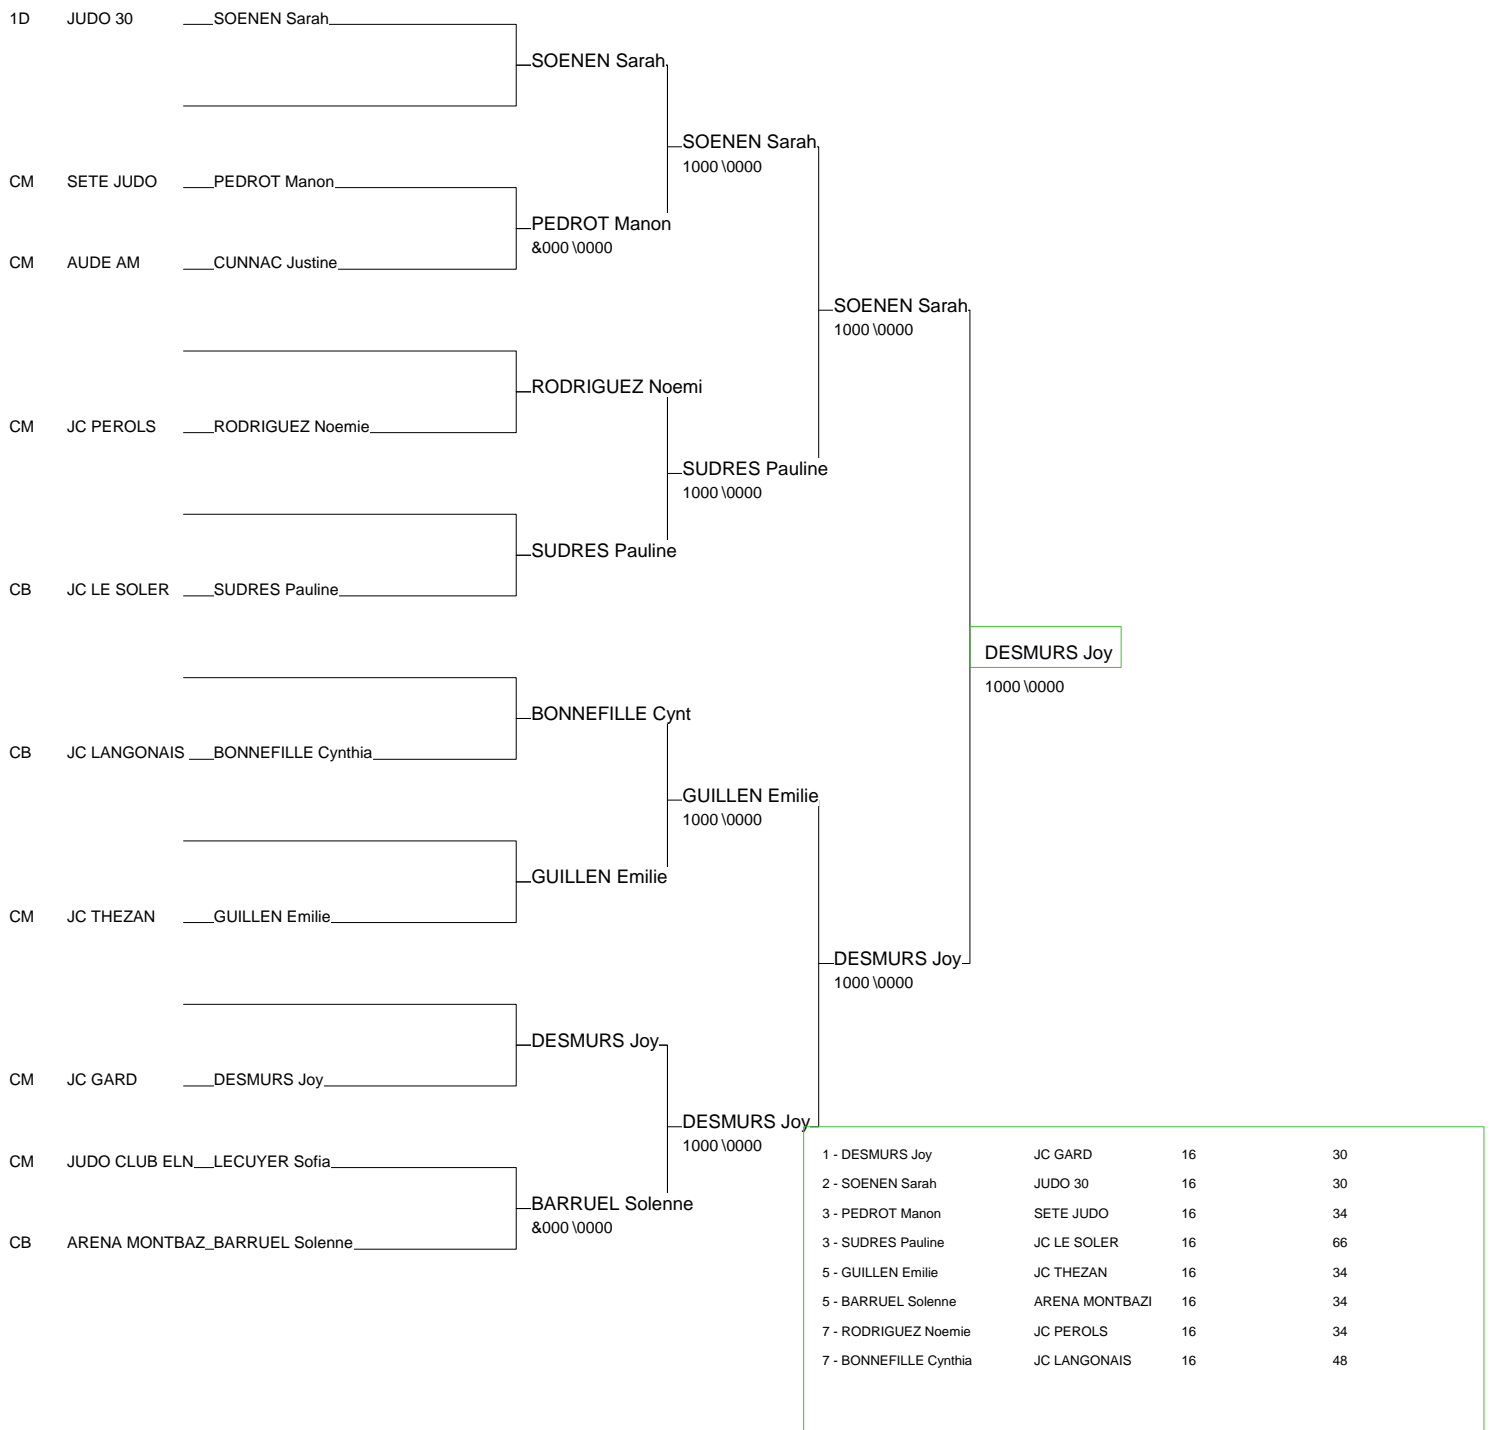 1D JUDO 30 SOENEN Sarah
SOENEN Sarah
SOENEN Sarah
1000 \0000
CM SETE JUDO PEDROT Manon
PEDROT Manon
&000 \0000
CM AUDE AM CUNNAC Justine
SOENEN Sarah
1000 \0000
RODRIGUEZ Noemi
CM JC PEROLS RODRIGUEZ Noemie
SUDRES Pauline
1000 \0000
SUDRES Pauline
CB JC LE SOLER SUDRES Pauline
DESMURS Joy
1000 \0000
BONNEFILLE Cynt
CB JC LANGONAIS BONNEFILLE Cynthia
GUILLEN Emilie
1000 \0000
GUILLEN Emilie
CM JC THEZAN GUILLEN Emilie
DESMURS Joy
1000 \0000
DESMURS Joy
CM JC GARD DESMURS Joy
DESMURS Joy
1000 \0000
CM JUDO CLUB ELN LECUYER Sofia
BARRUEL Solenne
&000 \0000
CB ARENA MONTBAZ BARRUEL Solenne
1 - DESMURS Joy JC GARD 16 30
2 - SOENEN Sarah JUDO 30 16 30
3 - PEDROT Manon SETE JUDO 16 34
3 - SUDRES Pauline JC LE SOLER 16 66
5 - GUILLEN Emilie JC THEZAN 16 34
5 - BARRUEL Solenne ARENA MONTBAZI 16 34
7 - RODRIGUEZ Noemie JC PEROLS 16 34
7 - BONNEFILLE Cynthia JC LANGONAIS 16 48